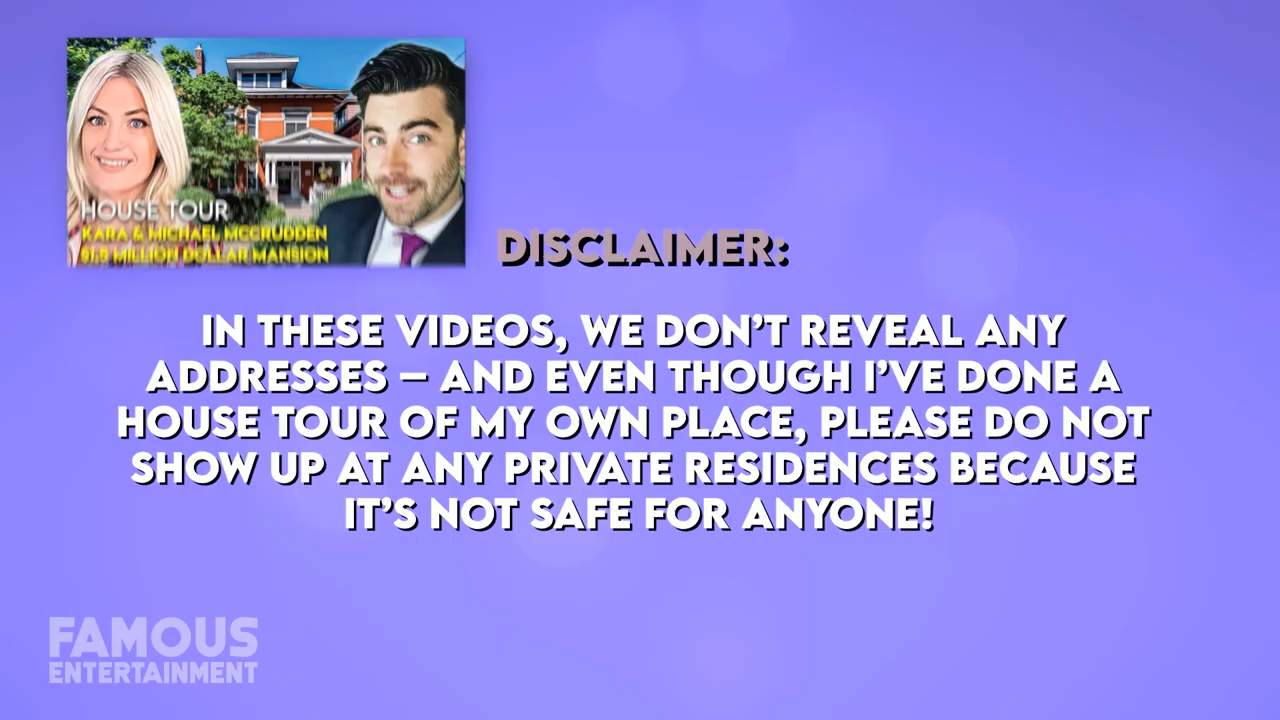 HOUSE TOUR
KARA & MICHAEL MCCRUDDEN
$1.5 MILLION DOLLAR MANSION
DISCLAIMER:
IN THESE VIDEOS, WE DON'T REVEAL ANY
ADDRESSES – AND EVEN THOUGH I'VE DONE A
HOUSE TOUR OF MY OWN PLACE, PLEASE DO NOT
SHOW UP AT ANY PRIVATE RESIDENCES BECAUSE
IT'S NOT SAFE FOR ANYONE!
FAMOUS
ENTERTAINMENT